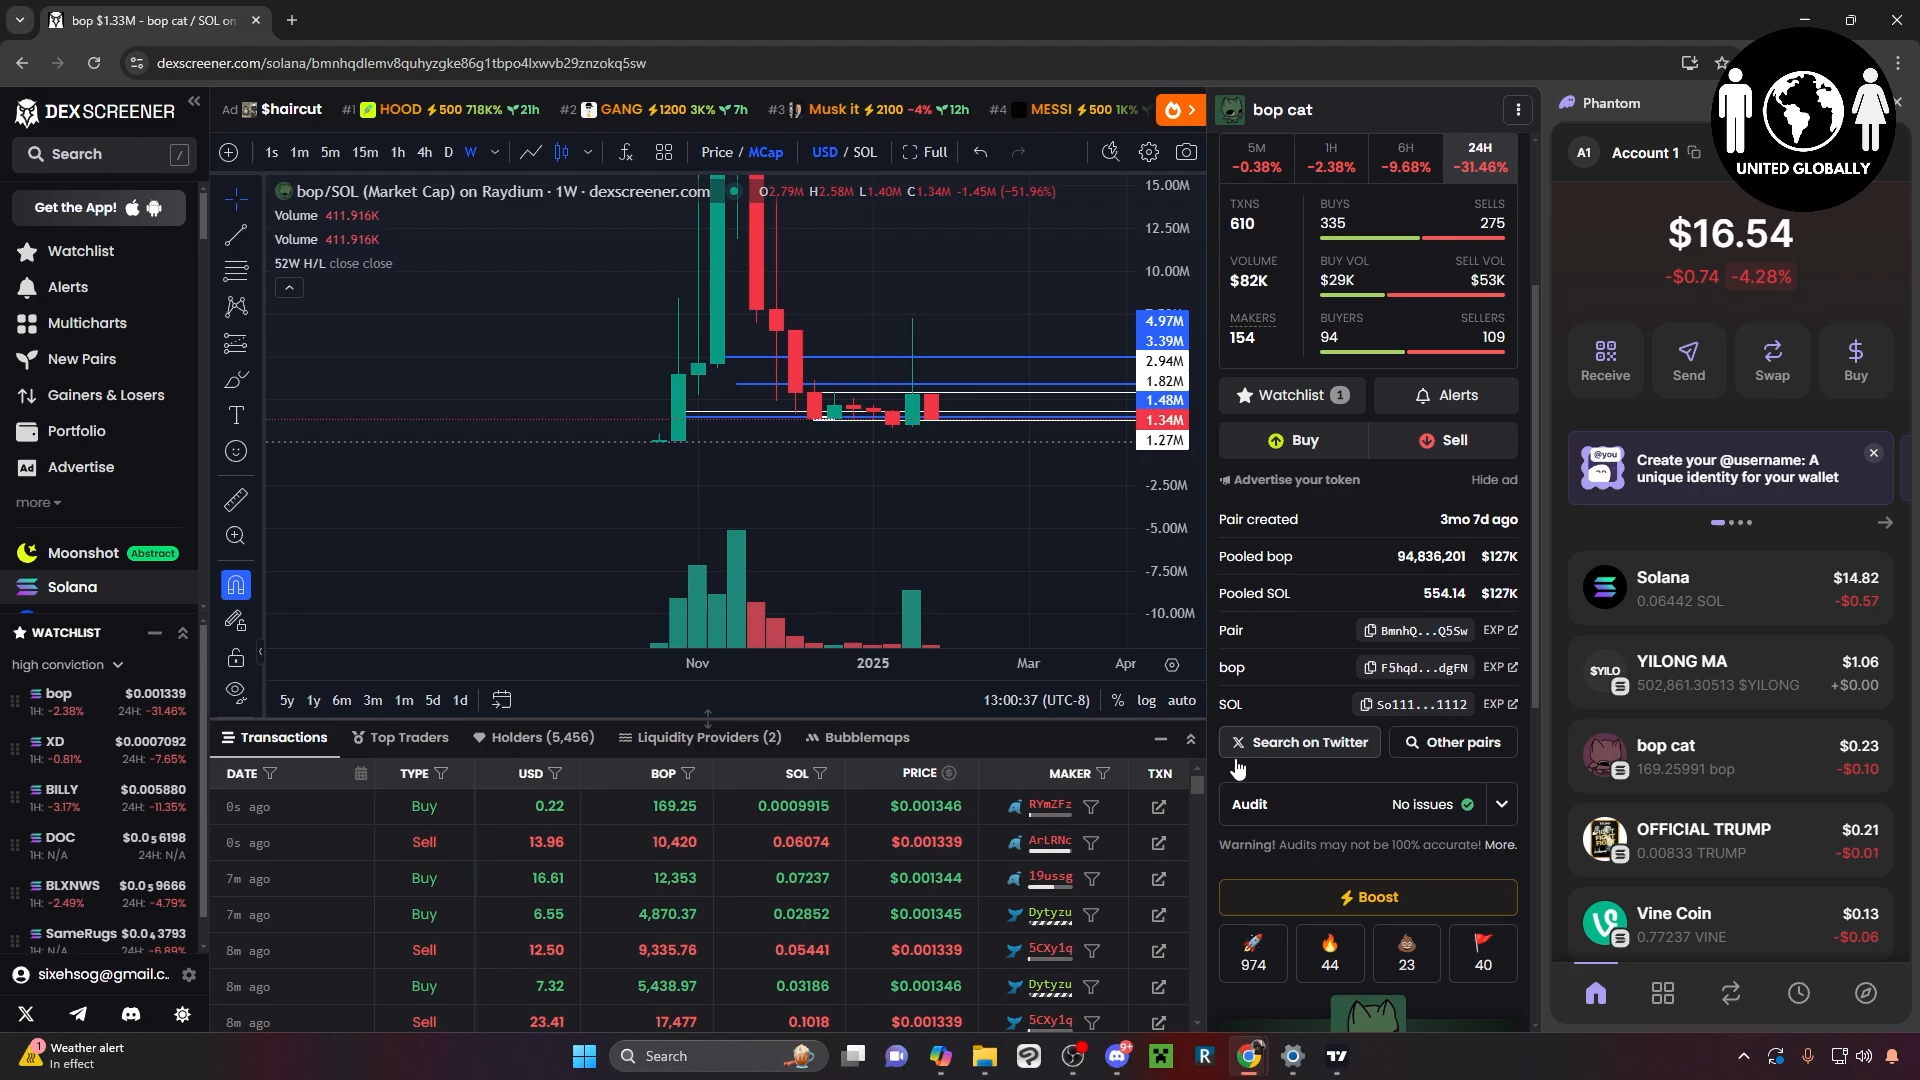 bop $1.33M - bop cat / SOL on
dexscreener.com/solana/bmnhqdlemv8quhyzgke86g1tbpo4lxwvb29znzokq5sw
UNITED GLOBALLY
DEX SCREENER
Search /
Get the App!
Watchlist
Alerts
Multicharts
New Pairs
Gainers & Losers
Portfolio
Ad Advertise
more
Moonshot Abstract
Solana
WATCHLIST
high conviction
bop $0.001339
1H: -2.38% 24H: -31.46%
XD $0.0007092
1H: -0.81% 24H: -7.65%
BILLY $0.005880
1H: -3.17% 24H: -11.35%
DOC $0.0₅6198
1H: N/A 24H: N/A
BLXNWS $0.0₅9666
1H: -2.49% 24H: -4.79%
SameRugs $0.0₄3793
1H: N/A 24H: -6.89%
sixehsog@gmail.c..
Ad $haircut #1 HOOD 500 718K% 21h #2 GANG 1200 3K% 7h #3 Musk it 2100 -4% 12h #4 MESSI 500 1K%
1s 1m 5m 15m 1h 4h D W Price / MCap USD / SOL Full
bop/SOL (Market Cap) on Raydium · 1W · dexscreener.com O2.79M H2.58M L1.40M C1.34M -1.45M (-51.96%)
Volume 411.916K
Volume 411.916K
52W H/L close close
15.00M
12.50M
10.00M
4.97M
3.39M
2.94M
1.82M
1.48M
1.34M
1.27M
-2.50M
-5.00M
-7.50M
-10.00M
Nov 2025 Mar Apr
5y 1y 6m 3m 1m 5d 1d 13:00:37 (UTC-8) % log auto
Transactions Top Traders Holders (5,456) Liquidity Providers (2) Bubblemaps
DATE TYPE USD BOP SOL PRICE MAKER TXN
0s ago Buy 0.22 169.25 0.0009915 $0.001346 RYmZFz
0s ago Sell 13.96 10,420 0.06074 $0.001339 ArLRNc
7m ago Buy 16.61 12,353 0.07237 $0.001344 19ussg
7m ago Buy 6.55 4,870.37 0.02852 $0.001345 Dytyzu
8m ago Sell 12.50 9,335.76 0.05441 $0.001339 5CXy1q
8m ago Buy 7.32 5,438.97 0.03186 $0.001346 Dytyzu
8m ago Sell 23.41 17,477 0.1018 $0.001339 5CXy1q
bop cat
5M 1H 6H 24H
-0.38% -2.38% -9.68% -31.46%
TXNS BUYS SELLS
610 335 275
VOLUME BUY VOL SELL VOL
$82K $29K $53K
MAKERS BUYERS SELLERS
154 94 109
Watchlist 1 Alerts
Buy Sell
Advertise your token Hide ad
Pair created 3mo 7d ago
Pooled bop 94,836,201 $127K
Pooled SOL 554.14 $127K
Pair BmnhQ...Q5Sw EXP
bop F5hqd...dgFN EXP
SOL So111...1112 EXP
Search on Twitter Other pairs
Audit No issues
Warning! Audits may not be 100% accurate! More.
Boost
974 44 23 40
Phantom
A1 Account 1
$16.54
-$0.74 -4.28%
Receive Send Swap Buy
@you
Create your @username: A
unique identity for your wallet
Solana $14.82
0.06442 SOL -$0.57
$YILO
YILONG MA $1.06
502,861.30513 $YILONG +$0.00
bop cat $0.23
169.25991 bop -$0.10
OFFICIAL TRUMP $0.21
0.00833 TRUMP -$0.01
Vine Coin $0.13
0.77237 VINE -$0.06
1 Weather alert
In effect
Search
9+
R